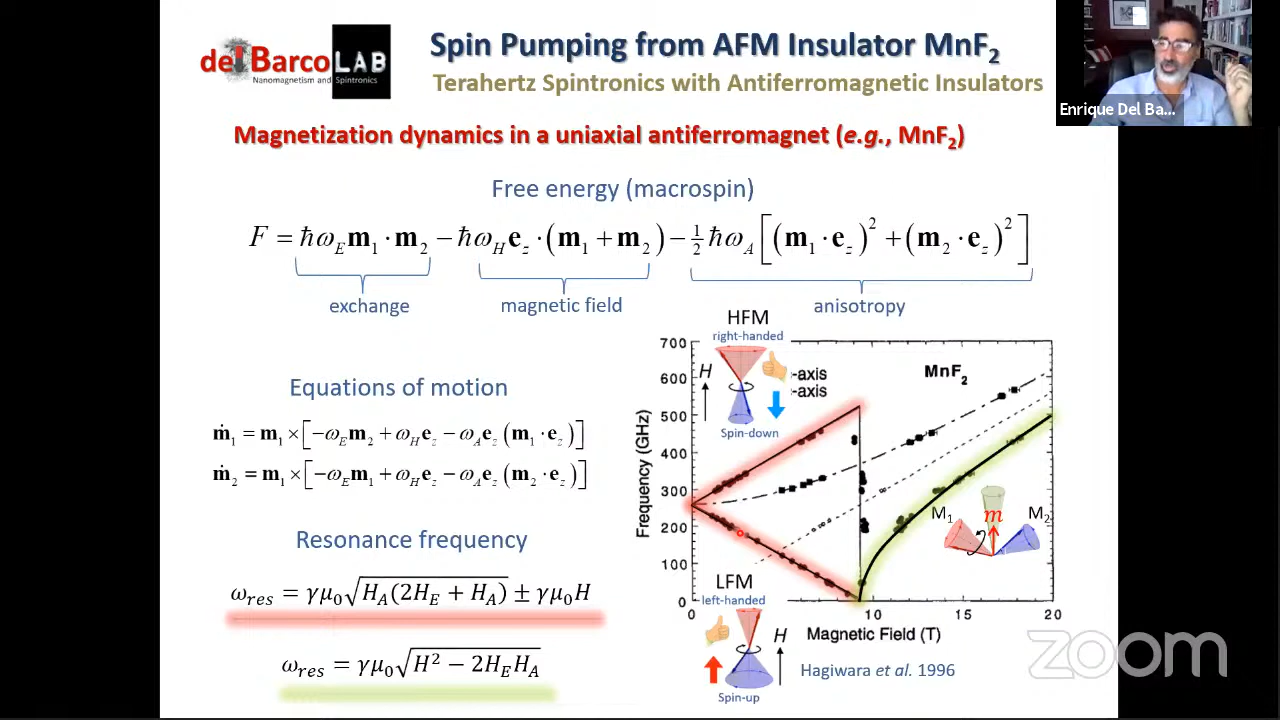 del Barco LAB
Nanomagnetism and Spintronics
Spin Pumping from AFM Insulator MnF₂
Terahertz Spintronics with Antiferromagnetic Insulators
Enrique Del Ba...
Magnetization dynamics in a uniaxial antiferromagnet (e.g., MnF₂)
Free energy (macrospin)
F = ħω_E m₁ · m₂ − ħω_H e_z · (m₁ + m₂) − ½ ħω_A [(m₁ · e_z)² + (m₂ · e_z)²]
exchange
magnetic field
anisotropy
Equations of motion
ṁ₁ = m₁ × [−ω_E m₂ + ω_H e_z − ω_A e_z (m₁ · e_z)]
ṁ₂ = m₁ × [−ω_E m₁ + ω_H e_z − ω_A e_z (m₂ · e_z)]
Resonance frequency
ω_res = γμ₀√(H_A(2H_E + H_A)) ± γμ₀H
ω_res = γμ₀√(H² − 2H_E H_A)
HFM
right-handed
H
Spin-down
-axis
-axis
MnF₂
700
600
500
400
300
200
100
0
Frequency (GHz)
M₁
m
M₂
LFM
left-handed
H
Spin-up
0
10
15
20
Magnetic Field (T)
Hagiwara et al. 1996
zoom